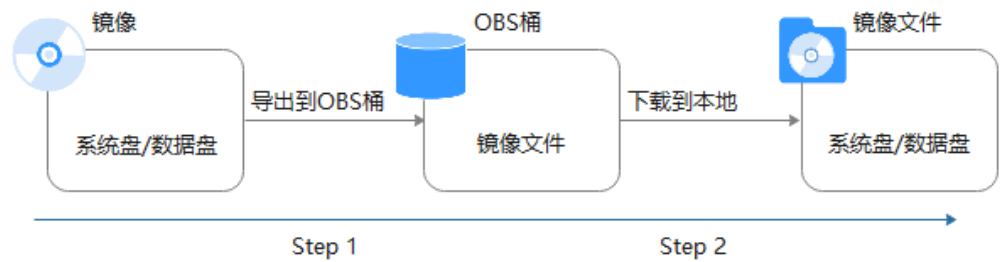 镜像
OBS桶
镜像文件
导出到OBS桶
下载到本地
系统盘/数据盘
镜像文件
系统盘/数据盘
Step 1
Step 2